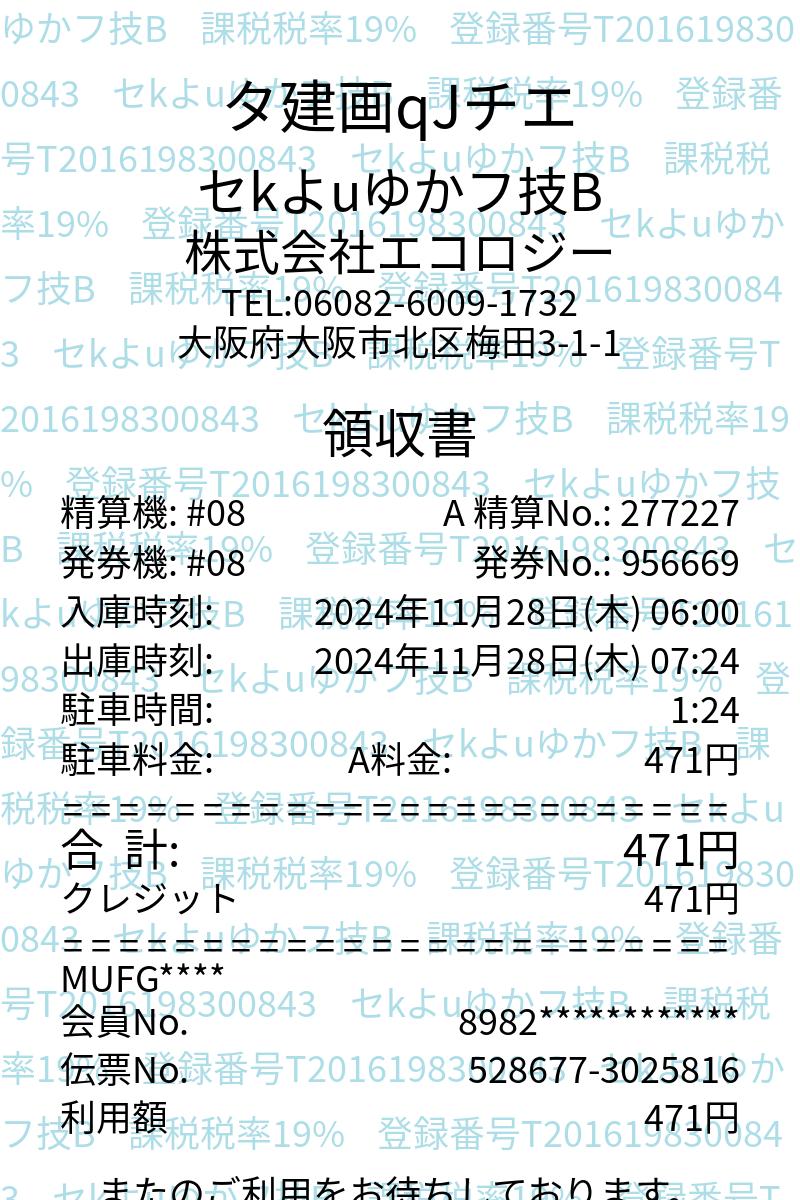 タ建画qJチエ
セkよuゆかフ技B
株式会社エコロジー
TEL:06082-6009-1732
大阪府大阪市北区梅田3-1-1
領収書
精算機: #08 A 精算No.: 277227
発券機: #08 発券No.: 956669
入庫時刻: 2024年11月28日(木) 06:00
出庫時刻: 2024年11月28日(木) 07:24
駐車時間: 1:24
駐車料金: A料金: 471円
========================
合 計: 471円
クレジット 471円
========================
MUFG****
会員No. 8982************
伝票No. 528677-3025816
利用額 471円
またのご利用をお待ちしております。
ゆかフ技B 課税税率19% 登録番号T201619830
0843 セkよuゆかフ技B 課税税率19% 登録番
号T2016198300843 セkよuゆかフ技B 課税税
率19% 登録番号T2016198300843 セkよuゆか
フ技B 課税税率19% 登録番号T201619830084
3 セkよuゆかフ技B 課税税率19% 登録番号T
2016198300843 セkよuゆかフ技B 課税税率19
% 登録番号T2016198300843 セkよuゆかフ技
B 課税税率19% 登録番号T2016198300843 セ
kよuゆかフ技B 課税税率19% 登録番号T20161
98300843 セkよuゆかフ技B 課税税率19% 登
録番号T2016198300843 セkよuゆかフ技B 課
税税率19% 登録番号T2016198300843 セkよu
ゆかフ技B 課税税率19% 登録番号T201619830
0843 セkよuゆかフ技B 課税税率19% 登録番
号T2016198300843 セkよuゆかフ技B 課税税
率19% 登録番号T2016198300843 セkよuゆか
フ技B 課税税率19% 登録番号T201619830084
3 セkよuゆかフ技B 課税税率19% 登録番号T